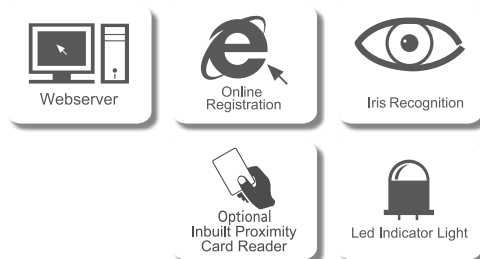 Webserver
Online
Registration
Iris Recognition
Optional
Inbuilt Proximity
Card Reader
Led Indicator Light